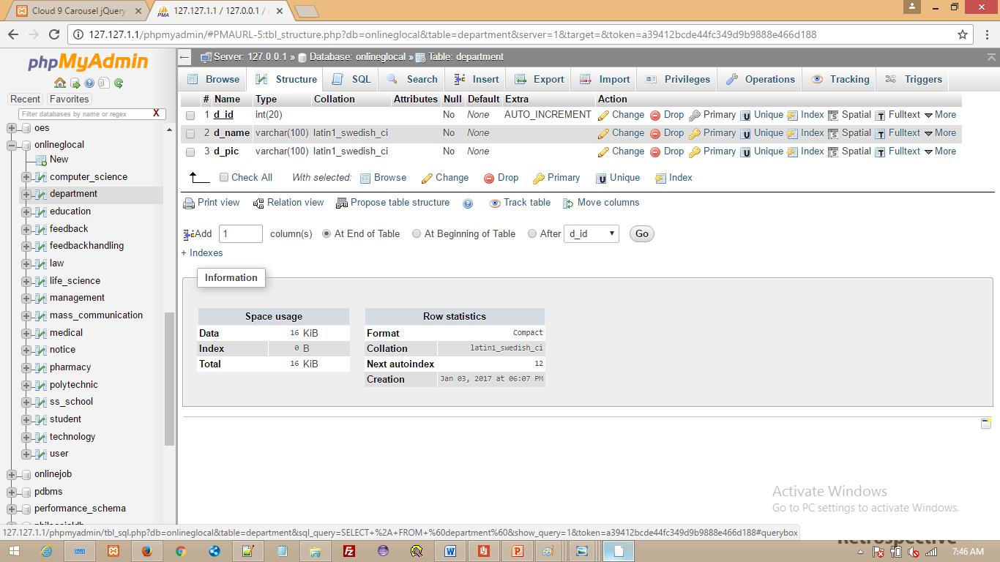 Cloud 9 Carousel jQuery
127.127.1.1 / 127.0.0.1 / o
127.127.1.1/phpmyadmin/#PMAURL-5:tbl_structure.php?db=onlineglocal&table=department&server=1&target=&token=a39412bcde44fc349d9b9888e466d188
phpMyAdmin
Recent Favorites
Filter databases by name or regex X
oes
onlineglocal
New
computer_science
department
education
feedback
feedbackhandling
law
life_science
management
mass_communication
medical
notice
pharmacy
polytechnic
ss_school
student
technology
user
onlinejob
pdbms
performance_schema
Server: 127.0.0.1 » Database: onlineglocal » Table: department
Browse Structure SQL Search Insert Export Import Privileges Operations Tracking Triggers
# Name Type Collation Attributes Null Default Extra Action
1 d_id int(20) No None AUTO_INCREMENT Change Drop Primary Unique Index Spatial Fulltext More
2 d_name varchar(100) latin1_swedish_ci No None Change Drop Primary Unique Index Spatial Fulltext More
3 d_pic varchar(100) latin1_swedish_ci No None Change Drop Primary Unique Index Spatial Fulltext More
Check All With selected: Browse Change Drop Primary Unique Index
Print view Relation view Propose table structure Track table Move columns
Add 1 column(s) At End of Table At Beginning of Table After d_id Go
+ Indexes
Information
Space usage
Data 16 KiB
Index 0 B
Total 16 KiB
Row statistics
Format Compact
Collation latin1_swedish_ci
Next autoindex 12
Creation Jan 03, 2017 at 06:07 PM
Activate Windows
Go to PC settings to activate Windows.
127.127.1.1/phpmyadmin/tbl_sql.php?db=onlineglocal&table=department&sql_query=SELECT+%2A+FROM+%60department%60&show_query=1&token=a39412bcde44fc349d9b9888e466d188#querybox
Retrospective
7:46 AM